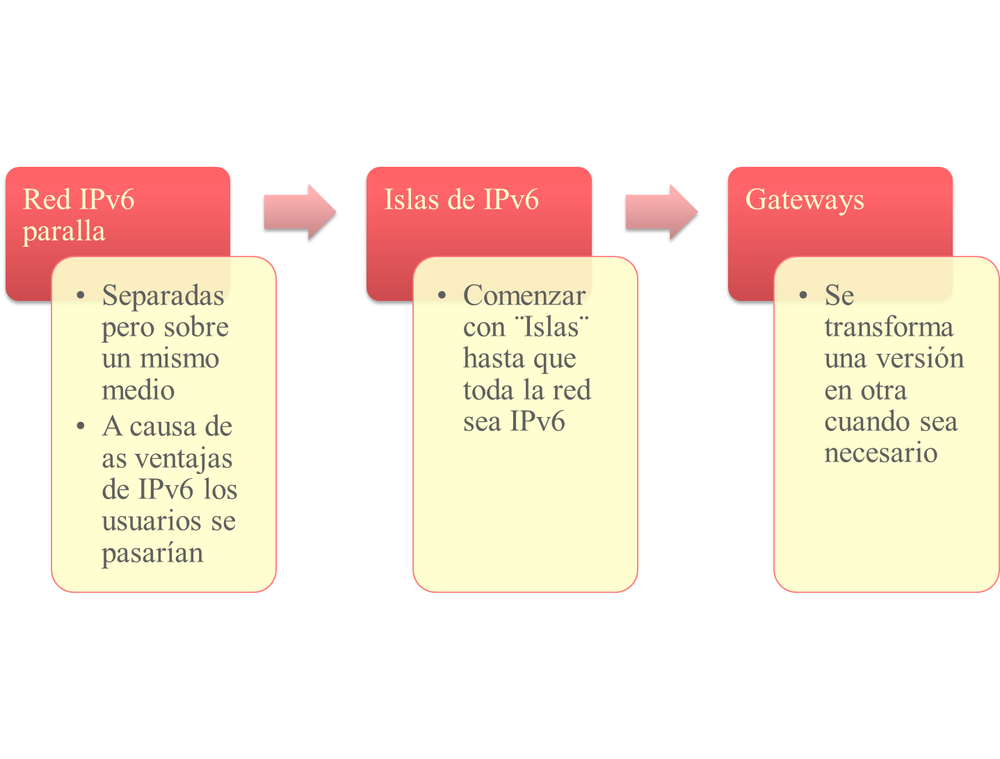 Red IPv6
paralla
• Separadas
pero sobre
un mismo
medio
• A causa de
as ventajas
de IPv6 los
usuarios se
pasarían
Islas de IPv6
• Comenzar
con ¨Islas¨
hasta que
toda la red
sea IPv6
Gateways
• Se
transforma
una versión
en otra
cuando sea
necesario